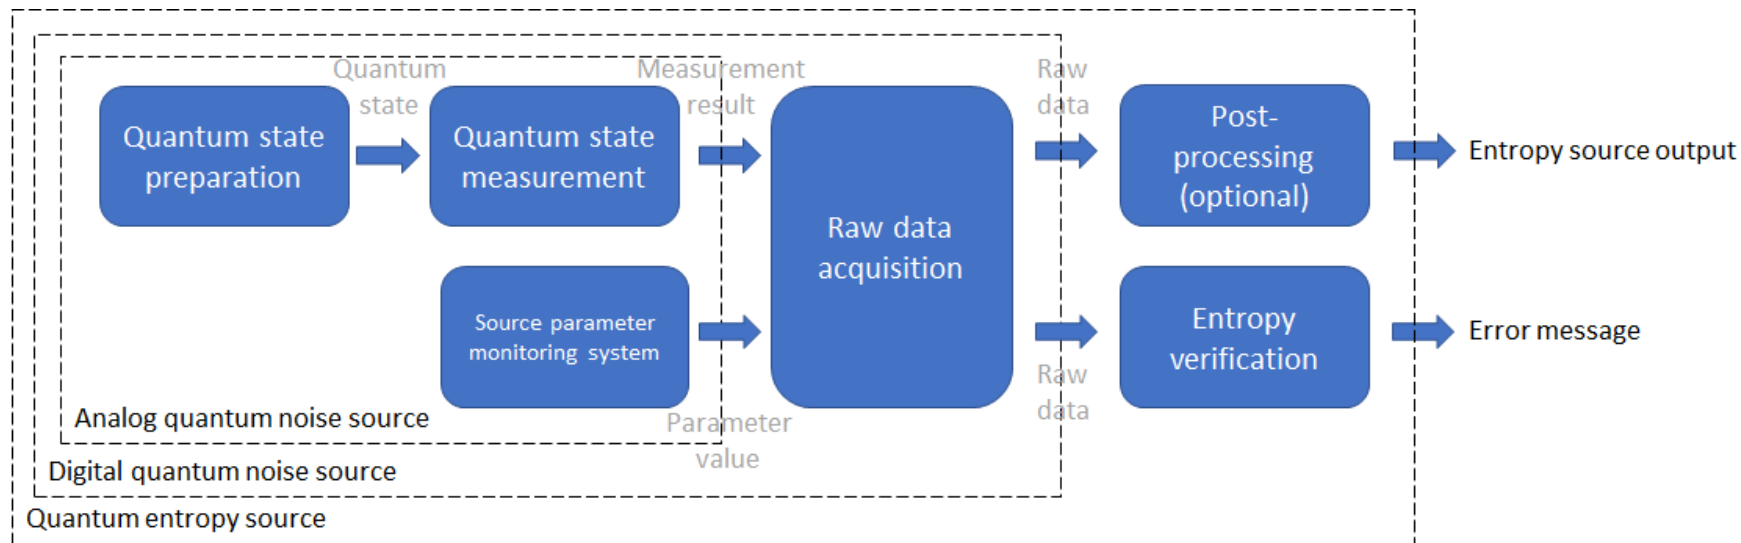 Quantum
state
Measurement
result
Raw
data
Quantum state
preparation
Quantum state
measurement
Raw data
acquisition
Post-
processing
(optional)
Entropy source output
Source parameter
monitoring system
Entropy
verification
Error message
Parameter
value
Raw
data
Analog quantum noise source
Digital quantum noise source
Quantum entropy source